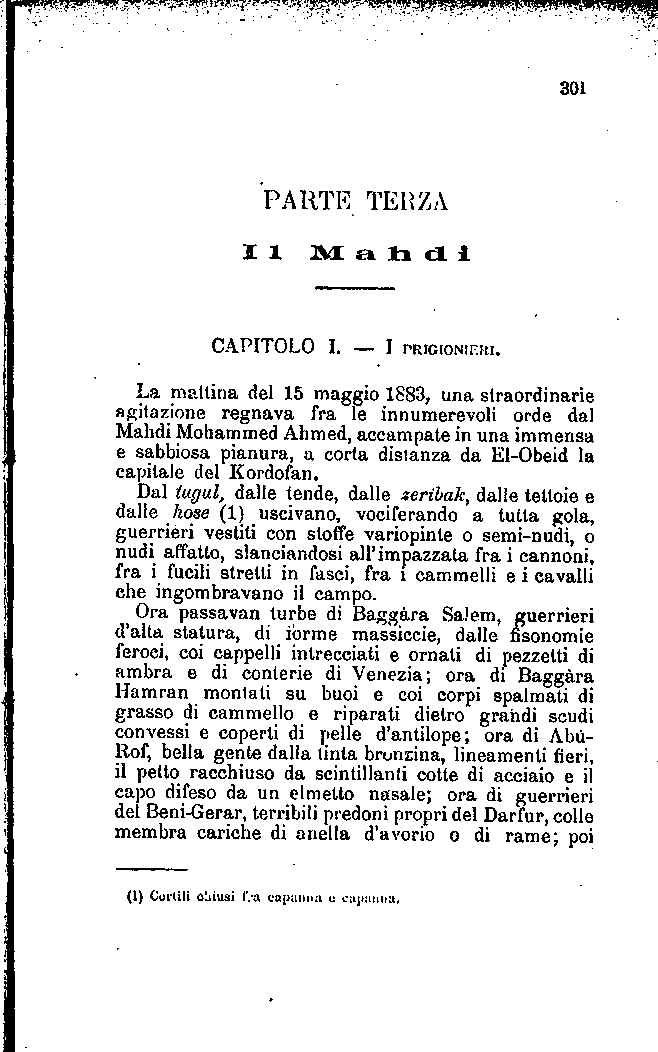 301
PARTE TERZA
Il Mahdi
CAPITOLO I. — I PRIGIONIERI.
La mattina del 15 maggio 1883, una straordinarie
agitazione regnava fra le innumerevoli orde dal
Mahdi Mohammed Ahmed, accampate in una immensa
e sabbiosa pianura, a corta distanza da El-Obeid la
capitale del Kordofan.
Dal tugul, dalle tende, dalle zeribak, dalle tettoie e
dalle hose (1) uscivano, vociferando a tutta gola,
guerrieri vestiti con stoffe variopinte o semi-nudi, o
nudi affatto, slanciandosi all'impazzata fra i cannoni,
fra i fucili stretti in fasci, fra i cammelli e i cavalli
che ingombravano il campo.
Ora passavan turbe di Baggàra Salem, guerrieri
d'alta statura, di forme massiccie, dalle fisonomie
feroci, coi cappelli intrecciati e ornati di pezzetti di
ambra e di conterie di Venezia; ora di Baggàra
Hamran montati su buoi e coi corpi spalmati di
grasso di cammello e riparati dietro grandi scudi
convessi e coperti di pelle d'antilope; ora di Abù-
Rof, bella gente dalla tinta bronzina, lineamenti fieri,
il petto racchiuso da scintillanti cotte di acciaio e il
capo difeso da un elmetto nasale; ora di guerrieri
dei Beni-Gerar, terribili predoni propri del Darfur, colle
membra cariche di anella d'avorio o di rame; poi
(1) Cortili chiusi fra capanna e capanna.